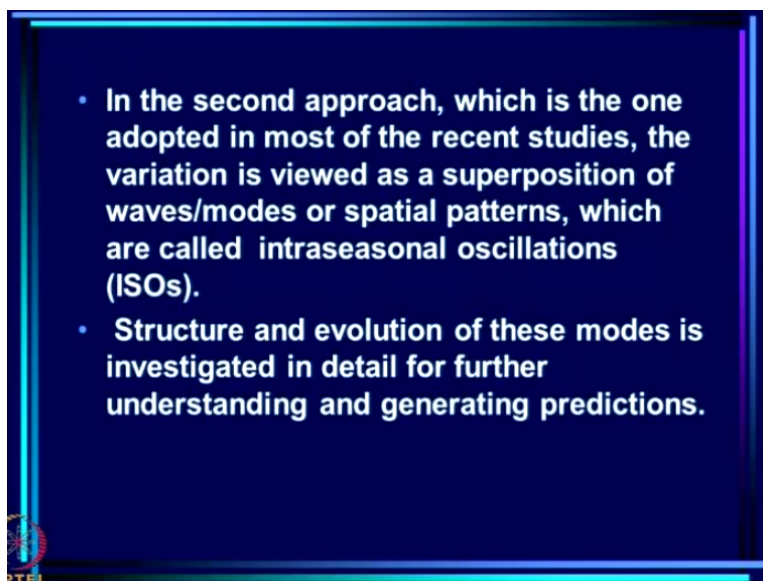 • In the second approach, which is the one
adopted in most of the recent studies, the
variation is viewed as a superposition of
waves/modes or spatial patterns, which
are called intraseasonal oscillations
(ISOs).
• Structure and evolution of these modes is
investigated in detail for further
understanding and generating predictions.